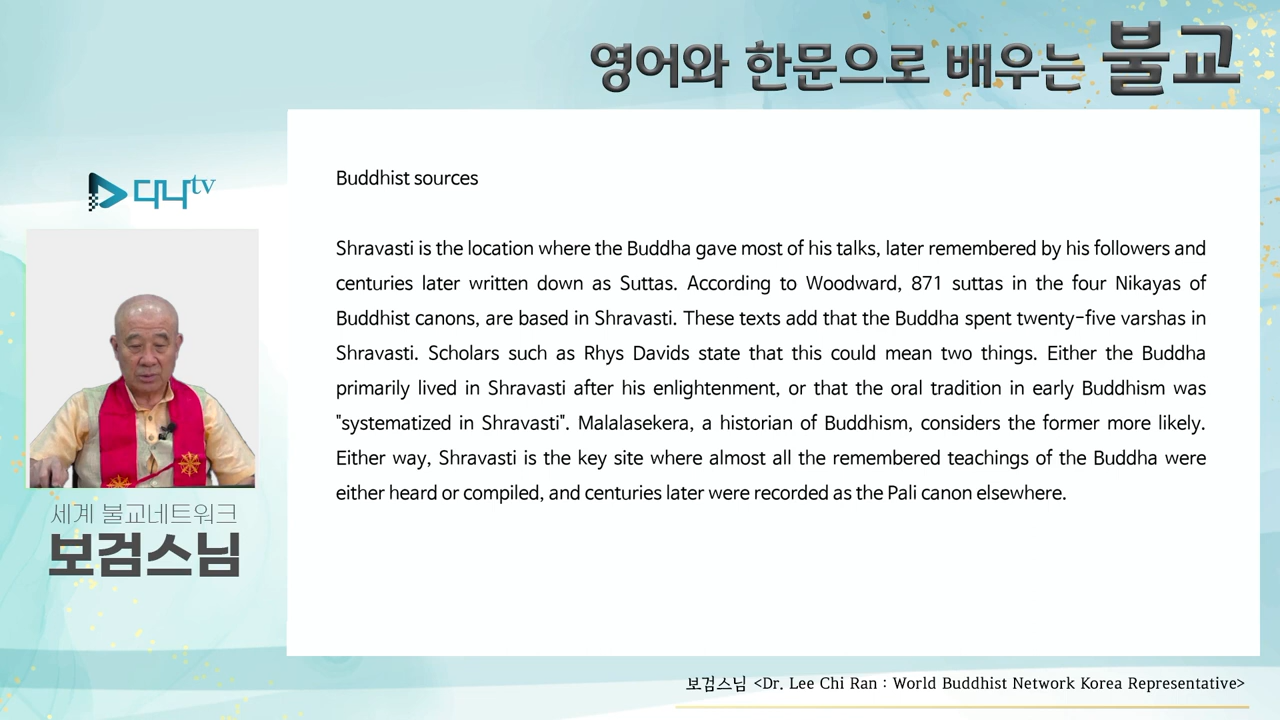 영어와 한문으로 배우는 불교
디나tv
Buddhist sources
Shravasti is the location where the Buddha gave most of his talks, later remembered by his followers and
centuries later written down as Suttas. According to Woodward, 871 suttas in the four Nikayas of
Buddhist canons, are based in Shravasti. These texts add that the Buddha spent twenty-five varshas in
Shravasti. Scholars such as Rhys Davids state that this could mean two things. Either the Buddha
primarily lived in Shravasti after his enlightenment, or that the oral tradition in early Buddhism was
"systematized in Shravasti". Malalasekera, a historian of Buddhism, considers the former more likely.
Either way, Shravasti is the key site where almost all the remembered teachings of the Buddha were
either heard or compiled, and centuries later were recorded as the Pali canon elsewhere.
세계 불교네트워크
보검스님
보검스님 <Dr. Lee Chi Ran : World Buddhist Network Korea Representative>